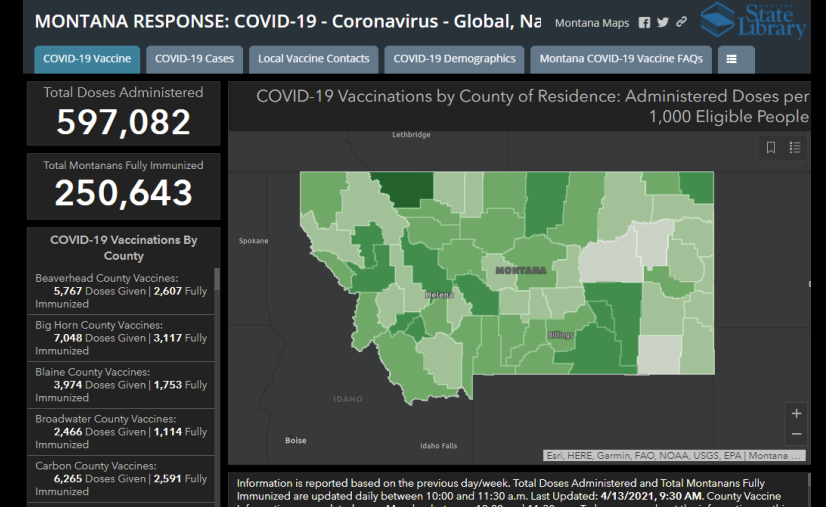 MONTANA RESPONSE: COVID-19 - Coronavirus - Global, Na
Montana Maps
State
Library
COVID-19 Vaccine
COVID-19 Cases
Local Vaccine Contacts
COVID-19 Demographics
Montana COVID-19 Vaccine FAQs
Total Doses Administered
597,082
Total Montanans Fully Immunized
250,643
COVID-19 Vaccinations By
County
Beaverhead County Vaccines:
5,767 Doses Given | 2,607 Fully
Immunized
Big Horn County Vaccines:
7,048 Doses Given | 3,117 Fully
Immunized
Blaine County Vaccines:
3,974 Doses Given | 1,753 Fully
Immunized
Broadwater County Vaccines:
2,466 Doses Given | 1,114 Fully
Immunized
Carbon County Vaccines:
6,265 Doses Given | 2,591 Fully
Immunized
COVID-19 Vaccinations by County of Residence: Administered Doses per
1,000 Eligible People
Lethbridge
Spokane
MONTANA
Helena
Billings
IDAHO
Boise
Idaho Falls
+
−
Esri, HERE, Garmin, FAO, NOAA, USGS, EPA | Montana ...
Information is reported based on the previous day/week. Total Doses Administered and Total Montanans Fully
Immunized are updated daily between 10:00 and 11:30 a.m. Last Updated: 4/13/2021, 9:30 AM. County Vaccine